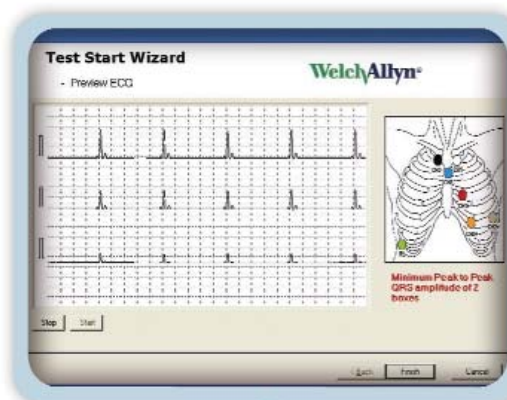 Test Start Wizard
WelchAllyn®
- Preview ECG
Minimum Peak to Peak
QRS amplitude of 2
boxes
Stop Start
Back Finish Cancel